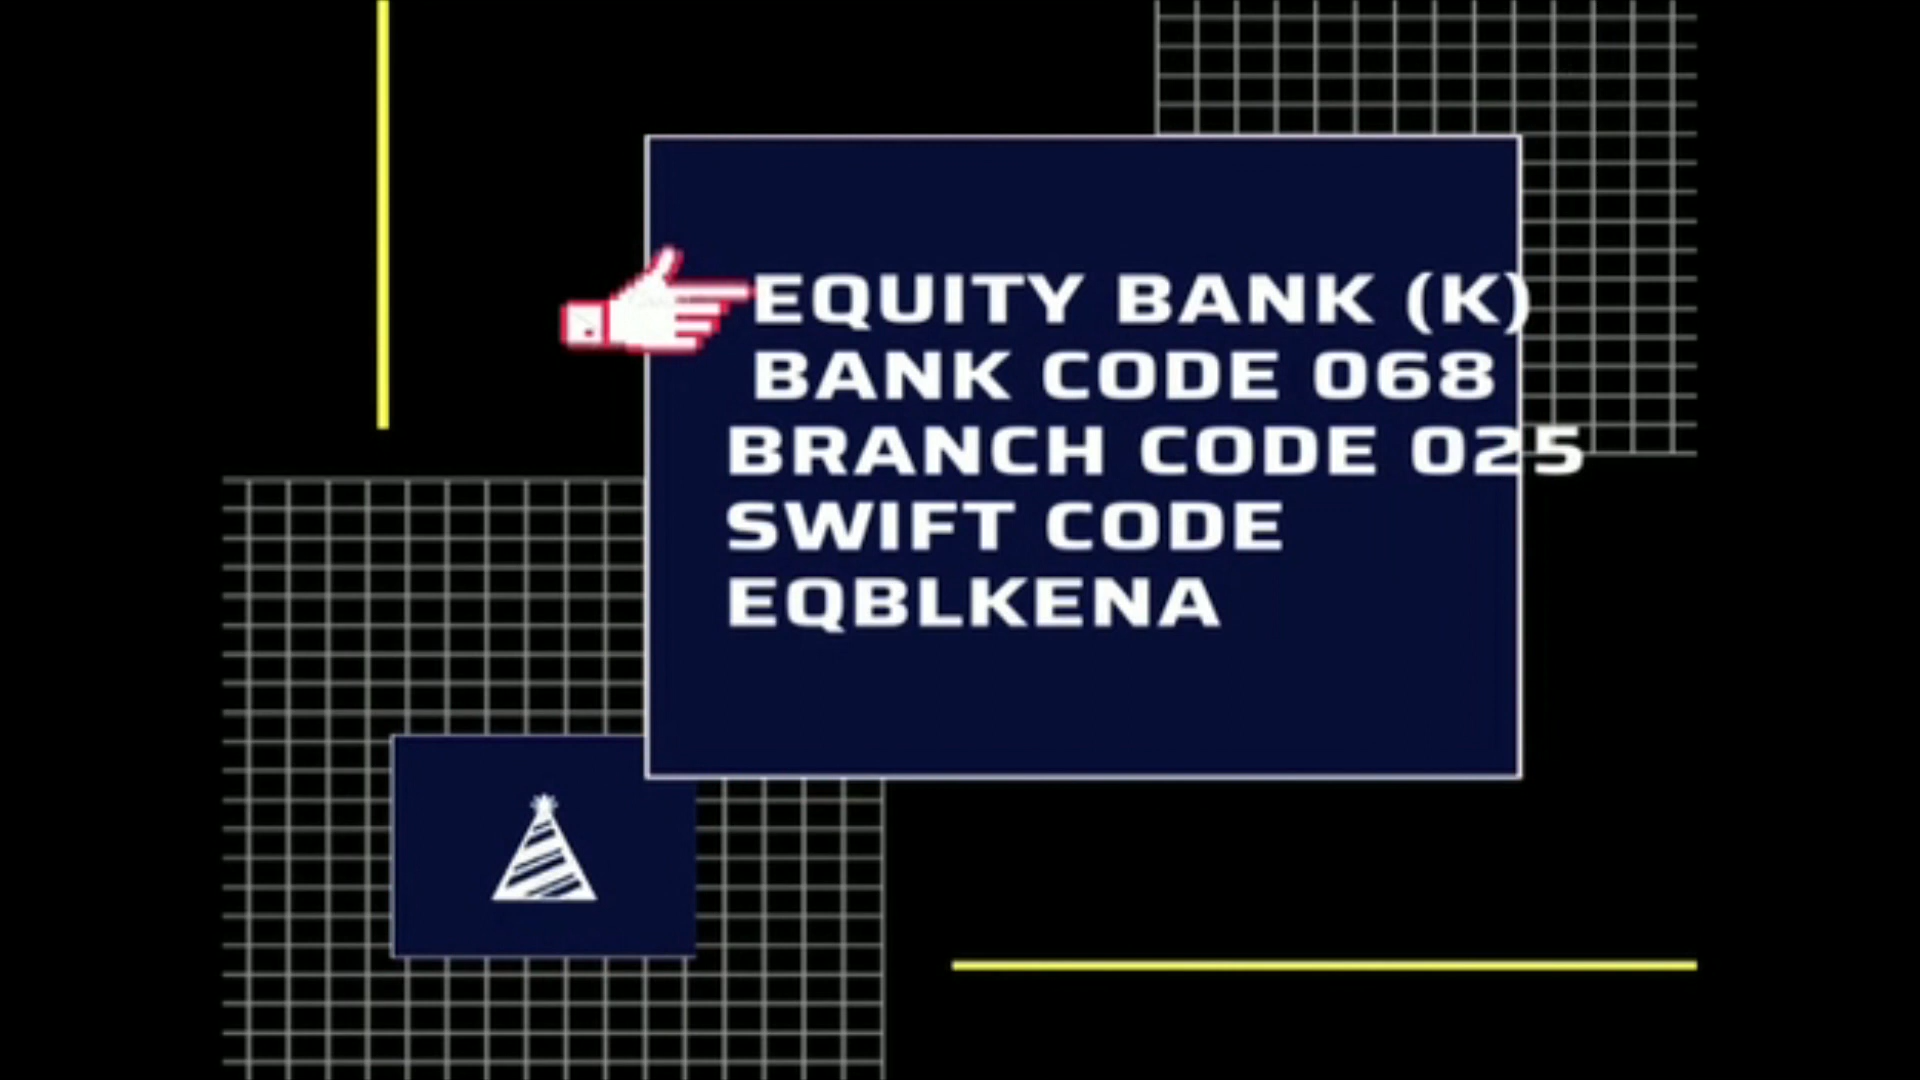 EQUITY BANK (K)
BANK CODE 068
BRANCH CODE 025
SWIFT CODE
EQBLKENA